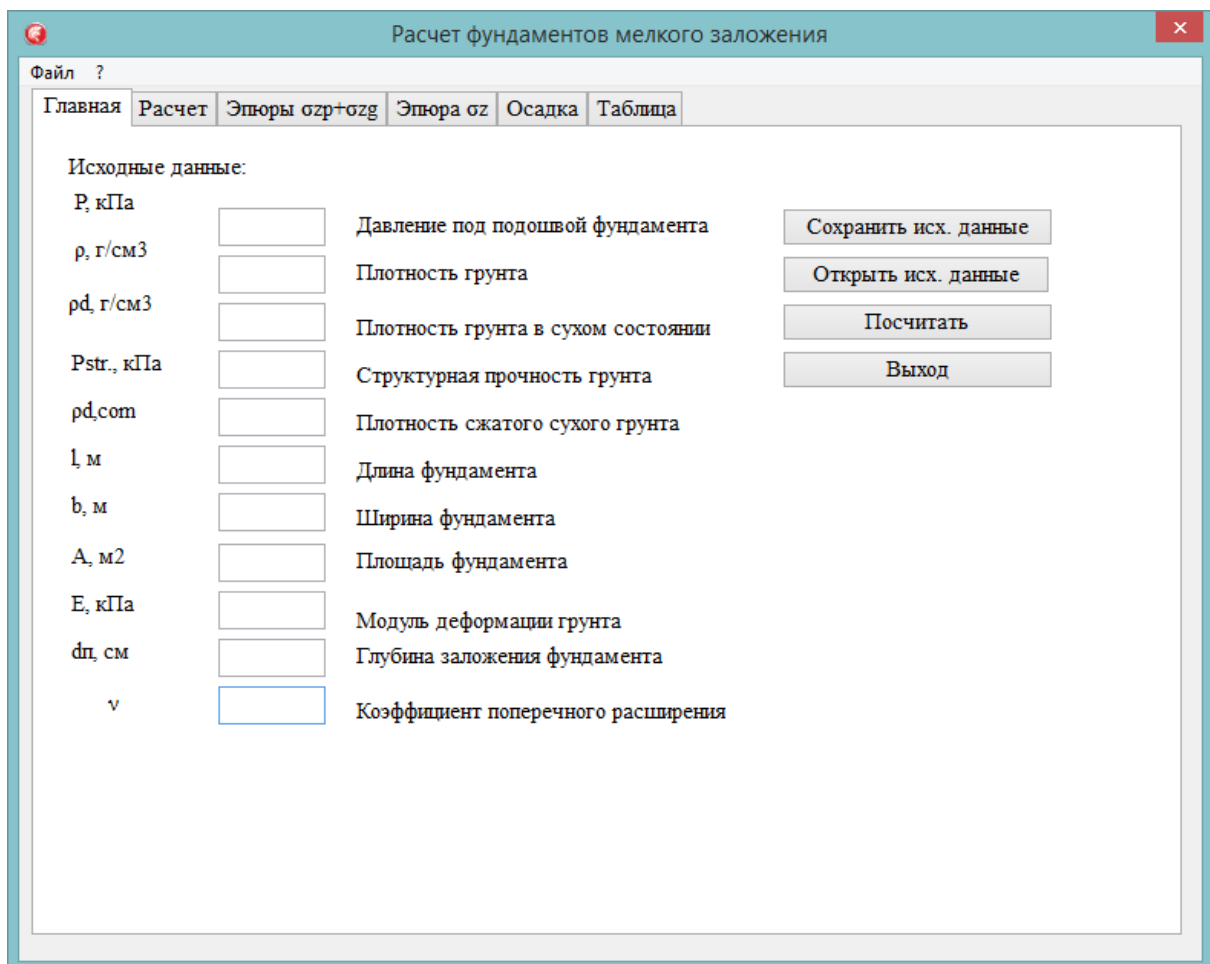 Расчет фундаментов мелкого заложения
Файл ?
Главная Расчет Эпюры σzp+σzg Эпюра σz Осадка Таблица
Исходные данные:
P, кПа
Давление под подошвой фундамента
Сохранить исх. данные
ρ, г/см3
Плотность грунта
Открыть исх. данные
ρd, г/см3
Плотность грунта в сухом состоянии
Посчитать
Pstr., кПа
Структурная прочность грунта
Выход
ρd,com
Плотность сжатого сухого грунта
l, м
Длина фундамента
b, м
Ширина фундамента
A, м2
Площадь фундамента
E, кПа
Модуль деформации грунта
dп, см
Глубина заложения фундамента
ν
Коэффициент поперечного расширения